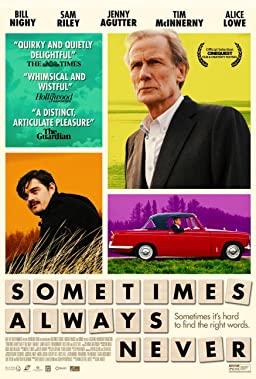 BILL NIGHY
SAM RILEY
JENNY AGUTTER
TIM McINNERNY
ALICE LOWE
"QUIRKY AND QUIETLY
DELIGHTFUL"
THE TIMES
"WHIMSICAL AND
WISTFUL"
Hollywood
"A DISTINCT,
ARTICULATE PLEASURE"
The Guardian
Official Selection
CINEQUEST
SOMETIMES
ALWAYS
Sometimes it's hard
to find the right words.
NEVER